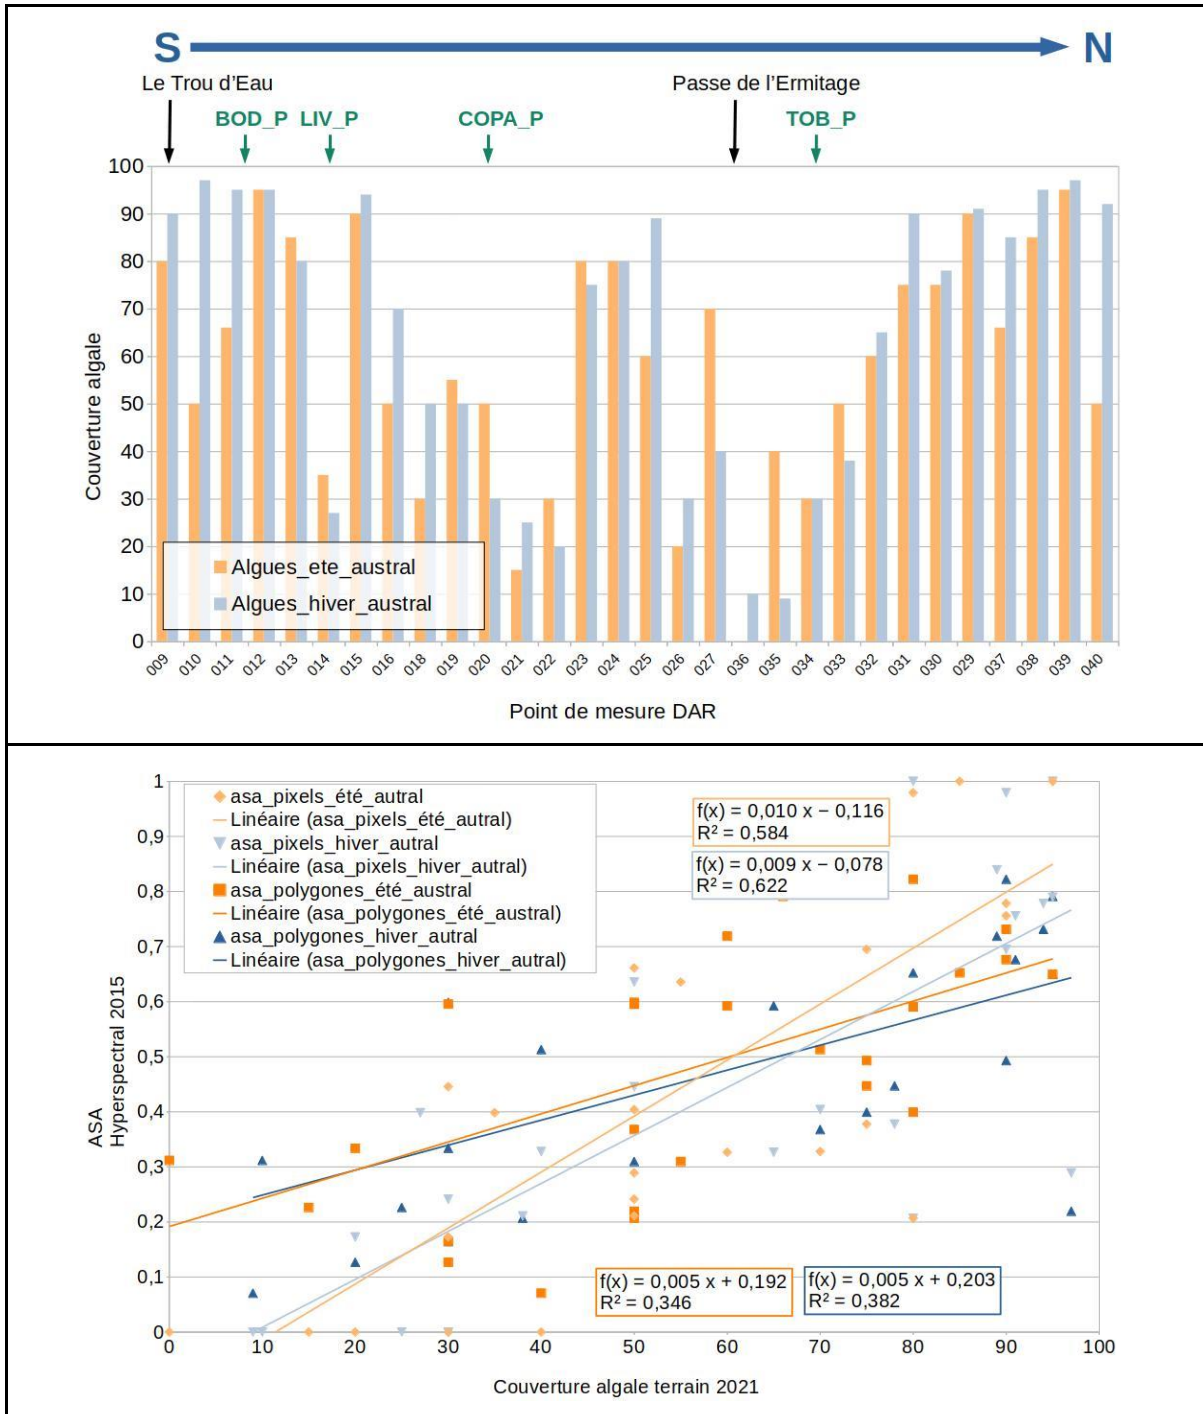 S N
Le Trou d'Eau Passe de l'Ermitage
BOD_P LIV_P COPA_P TOB_P
100
90
80
70
60
50
40
30
20
10
0
Couverture algale
Algues_ete_austral
Algues_hiver_austral
009 010 011 012 013 014 015 016 018 019 020 021 022 023 024 025 026 027 036 035 034 033 032 031 030 029 037 038 039 040
Point de mesure DAR
1
0,9
0,8
0,7
0,6
0,5
0,4
0,3
0,2
0,1
0
ASA
Hyperspectral 2015
asa_pixels_été_autral
Linéaire (asa_pixels_été_autral)
asa_pixels_hiver_autral
Linéaire (asa_pixels_hiver_autral)
asa_polygones_été_austral
Linéaire (asa_polygones_été_austral)
asa_polygones_hiver_autral
Linéaire (asa_polygones_hiver_autral)
f(x) = 0,010 x − 0,116
R² = 0,584
f(x) = 0,009 x − 0,078
R² = 0,622
f(x) = 0,005 x + 0,192
R² = 0,346
f(x) = 0,005 x + 0,203
R² = 0,382
0 10 20 30 40 50 60 70 80 90 100
Couverture algale terrain 2021